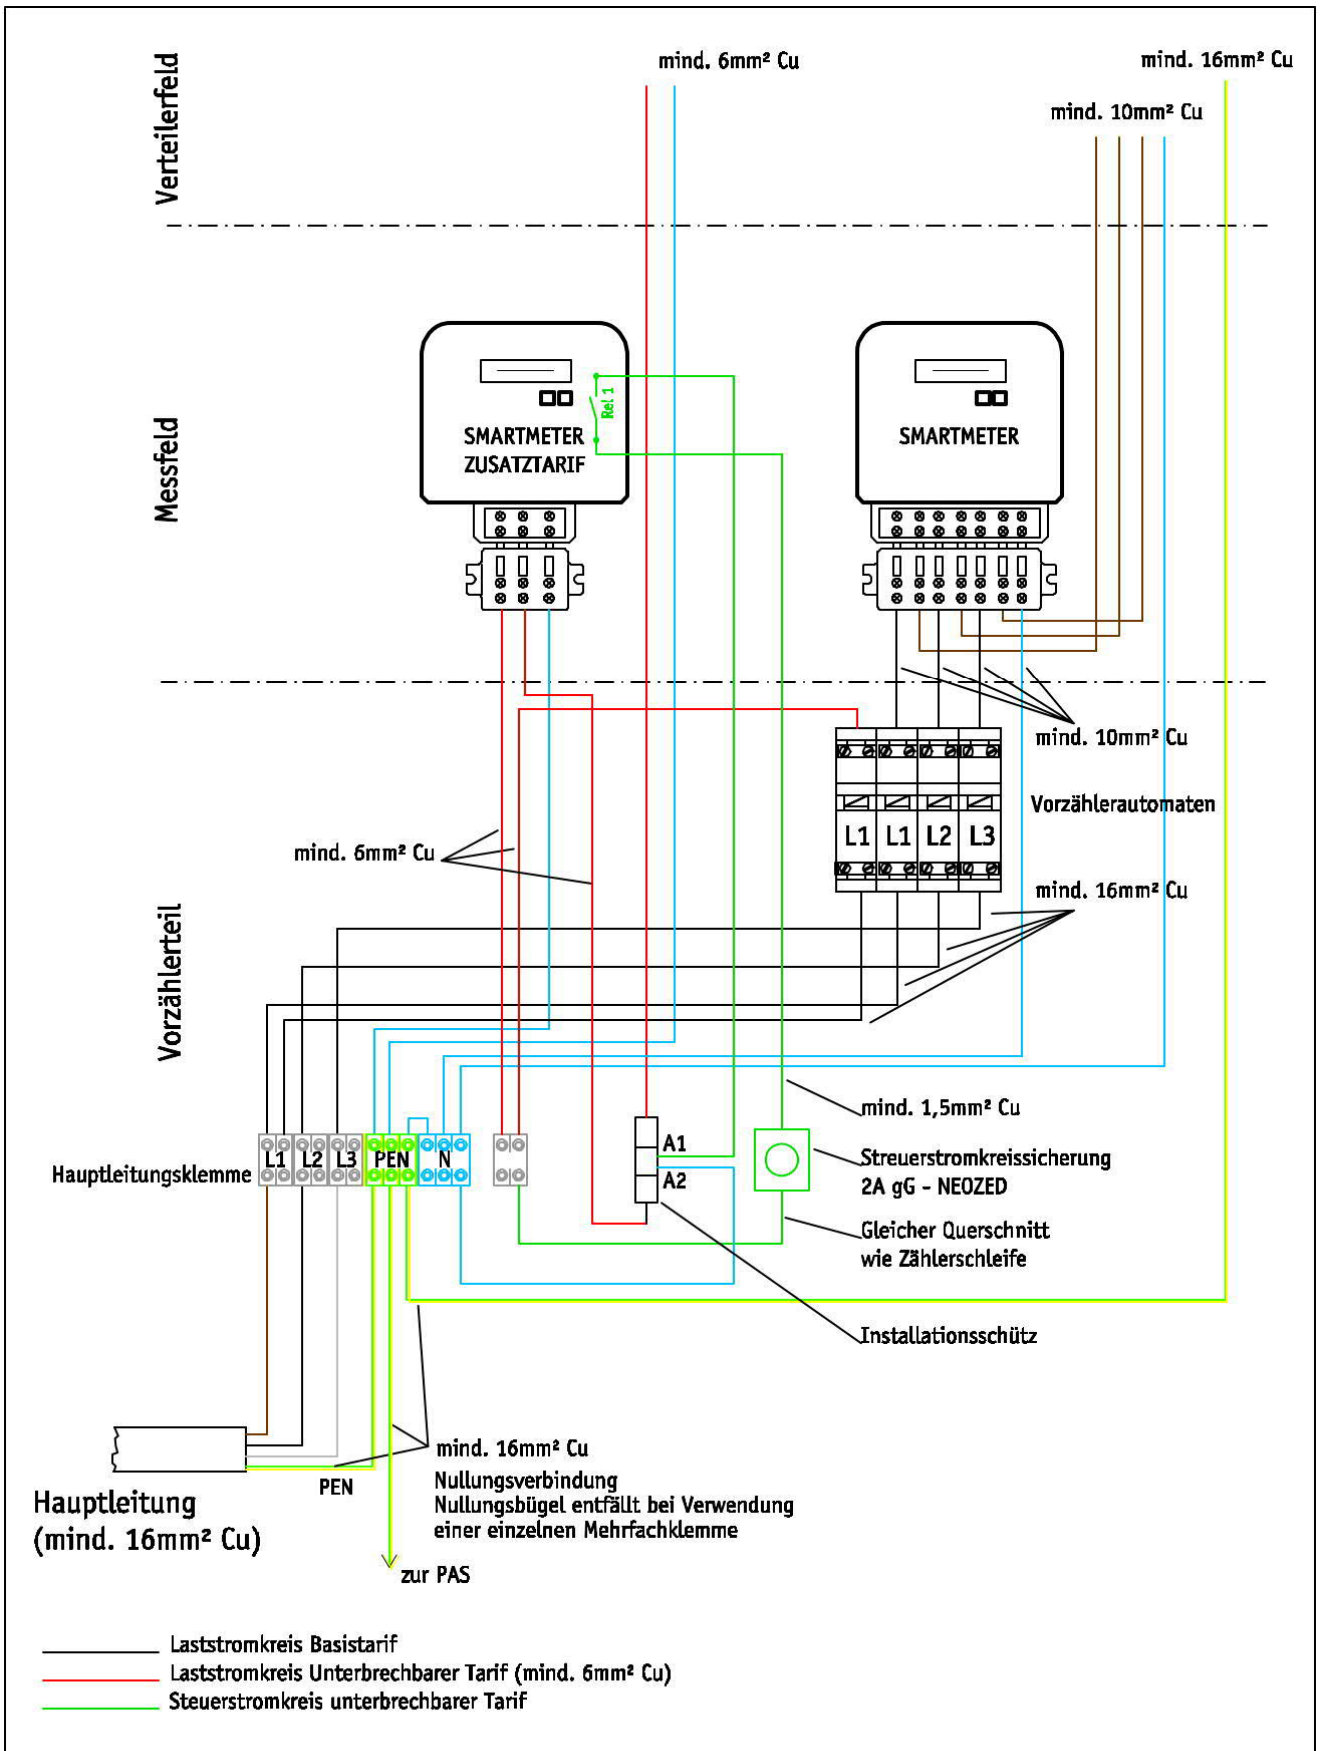 mind. 6mm² Cu
mind. 16mm² Cu
mind. 10mm² Cu
Verteilerfeld
Rel 1
SMARTMETER
ZUSATZTARIF
SMARTMETER
Messfeld
mind. 10mm² Cu
Vorzählerautomaten
L1 L1 L2 L3
mind. 6mm² Cu
mind. 16mm² Cu
Vorzählerteil
mind. 1,5mm² Cu
Hauptleitungsklemme
L1 L2 L3 PEN N
A1
A2
Streuerstromkreissicherung
2A gG - NEOZED
Gleicher Querschnitt
wie Zählerschleife
Installationsschütz
mind. 16mm² Cu
PEN
Nullungsverbindung
Nullungsbügel entfällt bei Verwendung
einer einzelnen Mehrfachklemme
Hauptleitung
(mind. 16mm² Cu)
zur PAS
Laststromkreis Basistarif
Laststromkreis Unterbrechbarer Tarif (mind. 6mm² Cu)
Steuerstromkreis unterbrechbarer Tarif